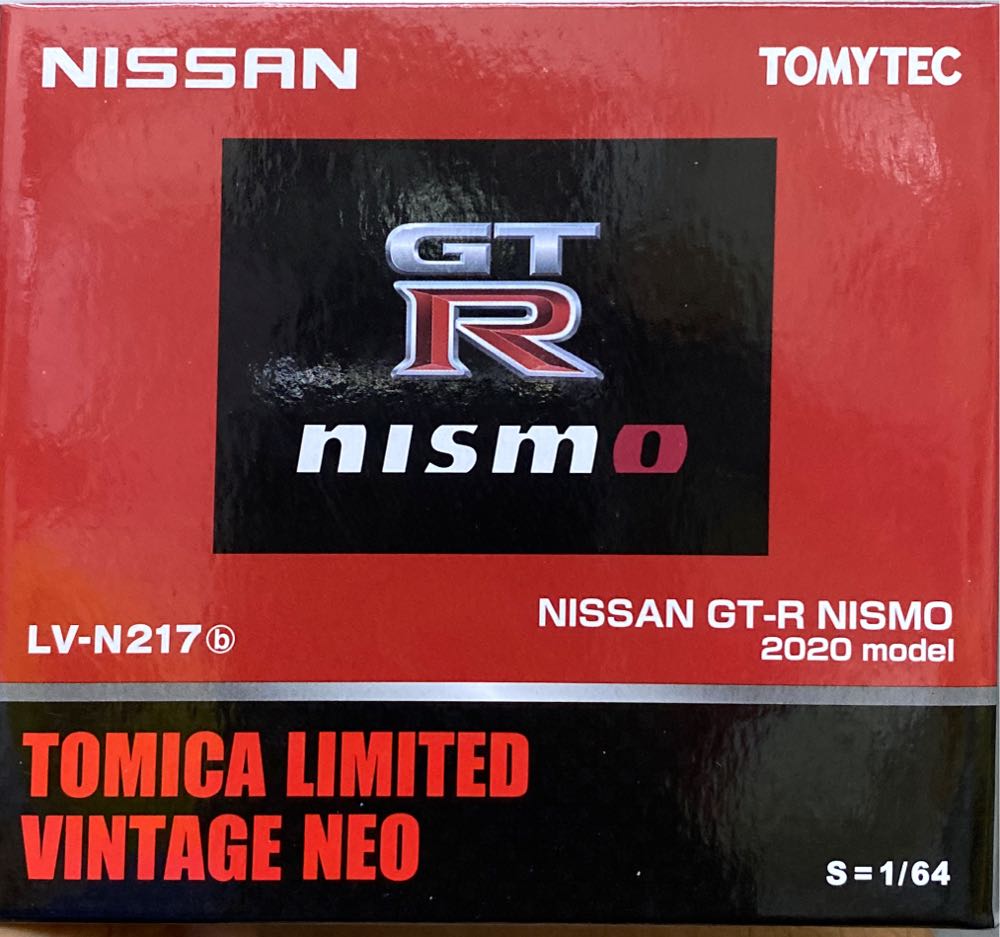 NISSAN
TOMYTEC
GT
R
nismo
LV-N217ⓑ
NISSAN GT-R NISMO
2020 model
TOMICA LIMITED
VINTAGE NEO
S=1/64